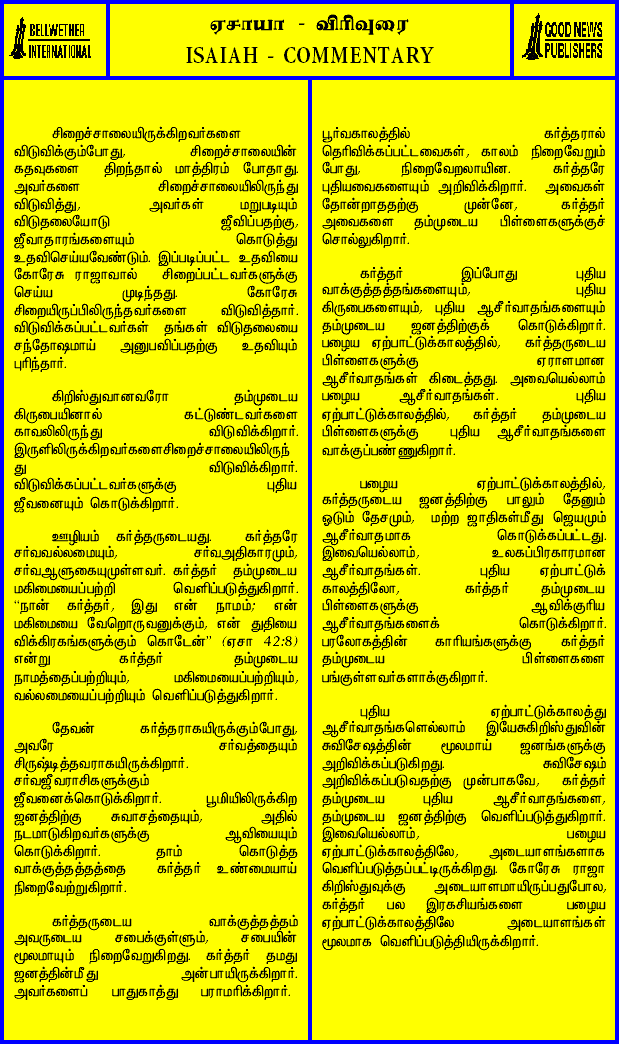 BELLWETHER
INTERNATIONAL
ஏசாயா - விரிவுரை
ISAIAH - COMMENTARY
GOOD NEWS
PUBLISHERS
சிறைச்சாலையிருக்கிறவர்களை
விடுவிக்கும்போது, சிறைச்சாலையின்
கதவுகளை திறந்தால் மாத்திரம் போதாது.
அவர்களை சிறைச்சாலையிலிருந்து
விடுவித்து, அவர்கள் மறுபடியும்
விடுதலையோடு ஜீவிப்பதற்கு,
ஜீவாதாரங்களையும் கொடுத்து
உதவிசெய்யவேண்டும். இப்படிப்பட்ட உதவியை
கோரேசு ராஜாவால் சிறைப்பட்டவர்களுக்கு
செய்ய முடிந்தது. கோரேசு
சிறையிருப்பிலிருந்தவர்களை விடுவித்தார்.
விடுவிக்கப்பட்டவர்கள் தங்கள் விடுதலையை
சந்தோஷமாய் அனுபவிப்பதற்கு உதவியும்
புரிந்தார்.
கிறிஸ்துவானவரோ தம்முடைய
கிருபையினால் கட்டுண்டவர்களை
காவலிலிருந்து விடுவிக்கிறார்.
இருளிலிருக்கிறவர்களைசிறைச்சாலையிலிருந்
து விடுவிக்கிறார்.
விடுவிக்கப்பட்டவர்களுக்கு புதிய
ஜீவனையும் கொடுக்கிறார்.
ஊழியம் கர்த்தருடையது. கர்த்தரே
சர்வவல்லமையும், சர்வஅதிகாரமும்,
சர்வஆளுகையுமுள்ளவர். கர்த்தர் தம்முடைய
மகிமையைப்பற்றி வெளிப்படுத்துகிறார்.
“நான் கர்த்தர், இது என் நாமம்; என்
மகிமையை வேறொருவனுக்கும், என் துதியை
விக்கிரகங்களுக்கும் கொடேன்” (ஏசா 42:8)
என்று கர்த்தர் தம்முடைய
நாமத்தைப்பற்றியும், மகிமையைப்பற்றியும்,
வல்லமையைப்பற்றியும் வெளிப்படுத்துகிறார்.
தேவன் கர்த்தராகயிருக்கும்போது,
அவரே சர்வத்தையும்
சிருஷ்டித்தவராகயிருக்கிறார்.
சர்வஜீவராசிகளுக்கும்
ஜீவனைக்கொடுக்கிறார். பூமியிலிருக்கிற
ஜனத்திற்கு சுவாசத்தையும், அதில்
நடமாடுகிறவர்களுக்கு ஆவியையும்
கொடுக்கிறார். தாம் கொடுத்த
வாக்குத்தத்தத்தை கர்த்தர் உண்மையாய்
நிறைவேற்றுகிறார்.
கர்த்தருடைய வாக்குத்தத்தம்
அவருடைய சபைக்குள்ளும், சபையின்
மூலமாயும் நிறைவேறுகிறது. கர்த்தர் தமது
ஜனத்தின்மீது அன்பாயிருக்கிறார்.
அவர்களைப் பாதுகாத்து பராமரிக்கிறார்.
பூர்வகாலத்தில் கர்த்தரால்
தெரிவிக்கப்பட்டவைகள், காலம் நிறைவேறும்
போது, நிறைவேறலாயின. கர்த்தரே
புதியவைகளையும் அறிவிக்கிறார். அவைகள்
தோன்றாததற்கு முன்னே, கர்த்தர்
அவைகளை தம்முடைய பிள்ளைகளுக்குச்
சொல்லுகிறார்.
கர்த்தர் இப்போது புதிய
வாக்குத்தத்தங்களையும், புதிய
கிருபைகளையும், புதிய ஆசீர்வாதங்களையும்
தம்முடைய ஜனத்திற்குக் கொடுக்கிறார்.
பழைய ஏற்பாட்டுக்காலத்தில், கர்த்தருடைய
பிள்ளைகளுக்கு ஏராளமான
ஆசீர்வாதங்கள் கிடைத்தது. அவையெல்லாம்
பழைய ஆசீர்வாதங்கள். புதிய
ஏற்பாட்டுக்காலத்தில், கர்த்தர் தம்முடைய
பிள்ளைகளுக்கு புதிய ஆசீர்வாதங்களை
வாக்குப்பண்ணுகிறார்.
பழைய ஏற்பாட்டுக்காலத்தில்,
கர்த்தருடைய ஜனத்திற்கு பாலும் தேனும்
ஓடும் தேசமும், மற்ற ஜாதிகள்மீது ஜெயமும்
ஆசீர்வாதமாக கொடுக்கப்பட்டது.
இவையெல்லாம், உலகப்பிரகாரமான
ஆசீர்வாதங்கள். புதிய ஏற்பாட்டுக்
காலத்திலோ, கர்த்தர் தம்முடைய
பிள்ளைகளுக்கு ஆவிக்குரிய
ஆசீர்வாதங்களைக் கொடுக்கிறார்.
பரலோகத்தின் காரியங்களுக்கு கர்த்தர்
தம்முடைய பிள்ளைகளை
பங்குள்ளவர்களாக்குகிறார்.
புதிய ஏற்பாட்டுக்காலத்து
ஆசீர்வாதங்களெல்லாம் இயேசுகிறிஸ்துவின்
சுவிசேஷத்தின் மூலமாய் ஜனங்களுக்கு
அறிவிக்கப்படுகிறது. சுவிசேஷம்
அறிவிக்கப்படுவதற்கு முன்பாகவே, கர்த்தர்
தம்முடைய புதிய ஆசீர்வாதங்களை,
தம்முடைய ஜனத்திற்கு வெளிப்படுத்துகிறார்.
இவையெல்லாம், பழைய
ஏற்பாட்டுக்காலத்திலே, அடையாளங்களாக
வெளிப்படுத்தப்பட்டிருக்கிறது. கோரேசு ராஜா
கிறிஸ்துவுக்கு அடையாளமாயிருப்பதுபோல,
கர்த்தர் பல இரகசியங்களை பழைய
ஏற்பாட்டுக்காலத்திலே அடையாளங்கள்
மூலமாக வெளிப்படுத்தியிருக்கிறார்.